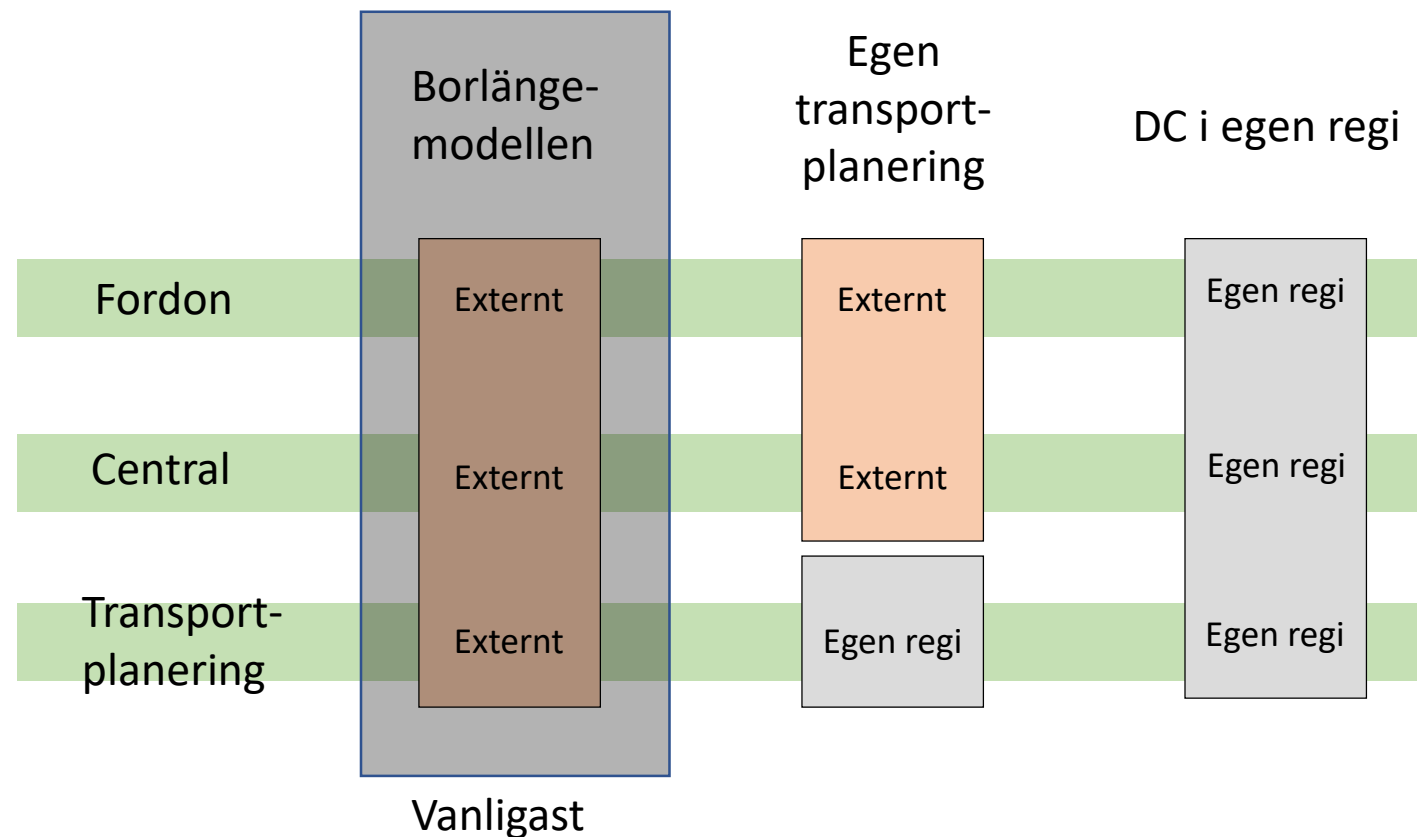 Borlänge-
modellen
Egen
transport-
planering
DC i egen regi
Fordon
Externt
Externt
Egen regi
Central
Externt
Externt
Egen regi
Transport-
planering
Externt
Egen regi
Egen regi
Vanligast